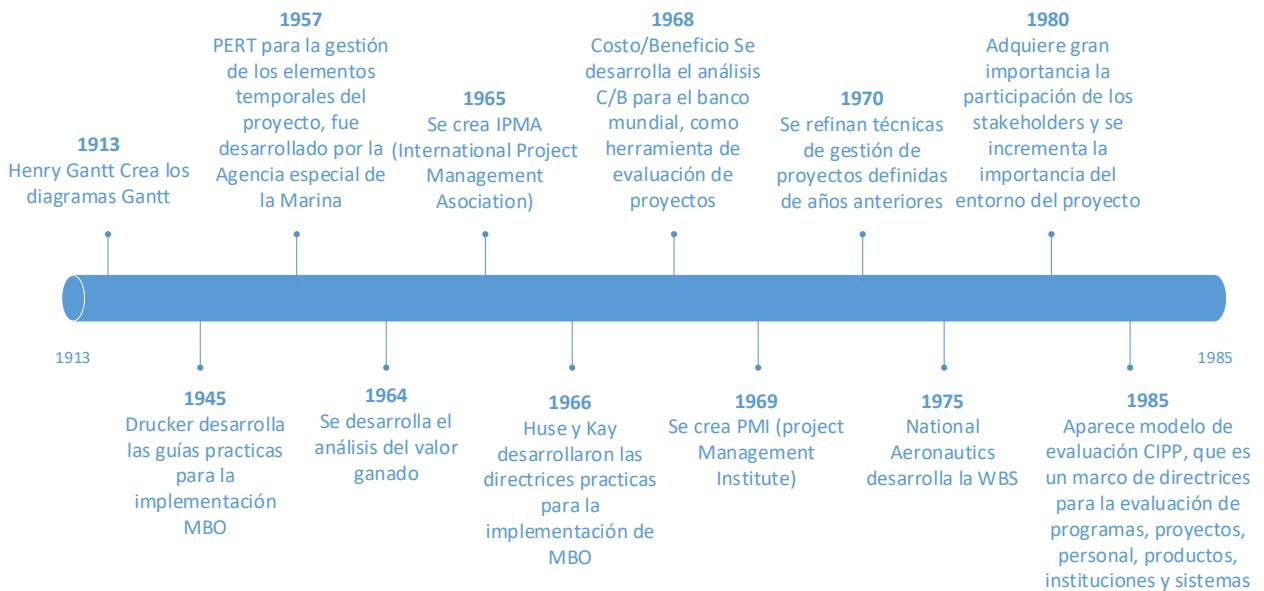 1913
Henry Gantt Crea los
diagramas Gantt
1957
PERT para la gestión
de los elementos
temporales del
proyecto, fue
desarrollado por la
Agencia especial de
la Marina
1965
Se crea IPMA
(International Project
Management
Asociation)
1968
Costo/Beneficio Se
desarrolla el análisis
C/B para el banco
mundial, como
herramienta de
evaluación de
proyectos
1970
Se refinan técnicas
de gestión de
proyectos definidas
de años anteriores
1980
Adquiere gran
importancia la
participación de los
stakeholders y se
incrementa la
importancia del
entorno del proyecto
1913
1985
1945
Drucker desarrolla
las guías practicas
para la
implementación
MBO
1964
Se desarrolla el
análisis del valor
ganado
1966
Huse y Kay
desarrollaron las
directrices practicas
para la
implementación de
MBO
1969
Se crea PMI (project
Management
Institute)
1975
National
Aeronautics
desarrolla la WBS
1985
Aparece modelo de
evaluación CIPP, que es
un marco de directrices
para la evaluación de
programas, proyectos,
personal, productos,
instituciones y sistemas